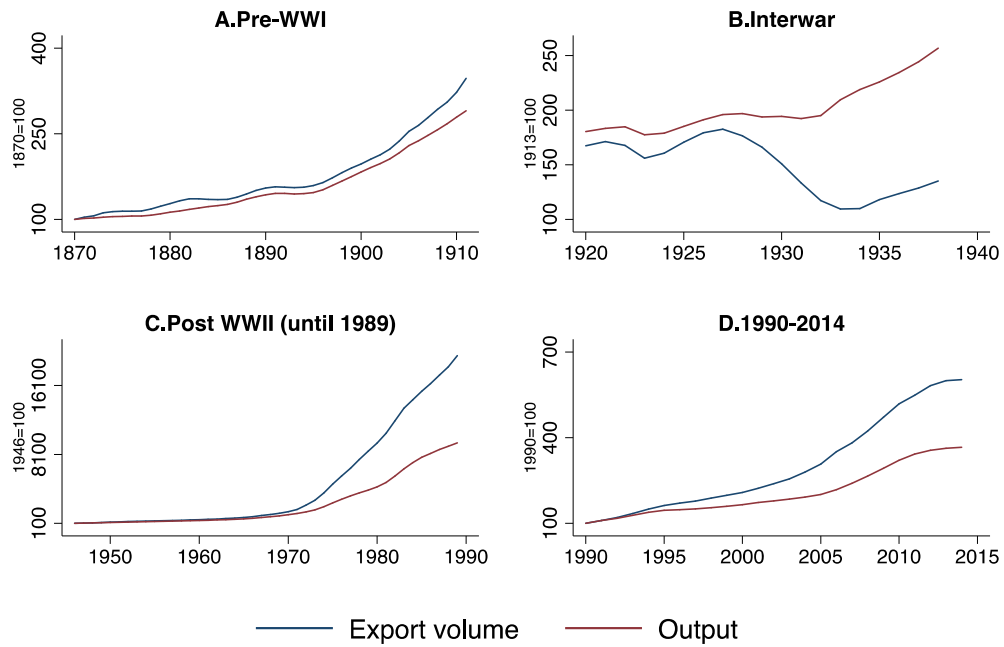 A.Pre-WWI
1870=100
400
250
100
1870 1880 1890 1900 1910
B.Interwar
1913=100
250
200
150
100
1920 1925 1930 1935 1940
C.Post WWII (until 1989)
1946=100
16100
8100
100
1950 1960 1970 1980 1990
D.1990-2014
1990=100
700
400
100
1990 1995 2000 2005 2010 2015
Export volume Output